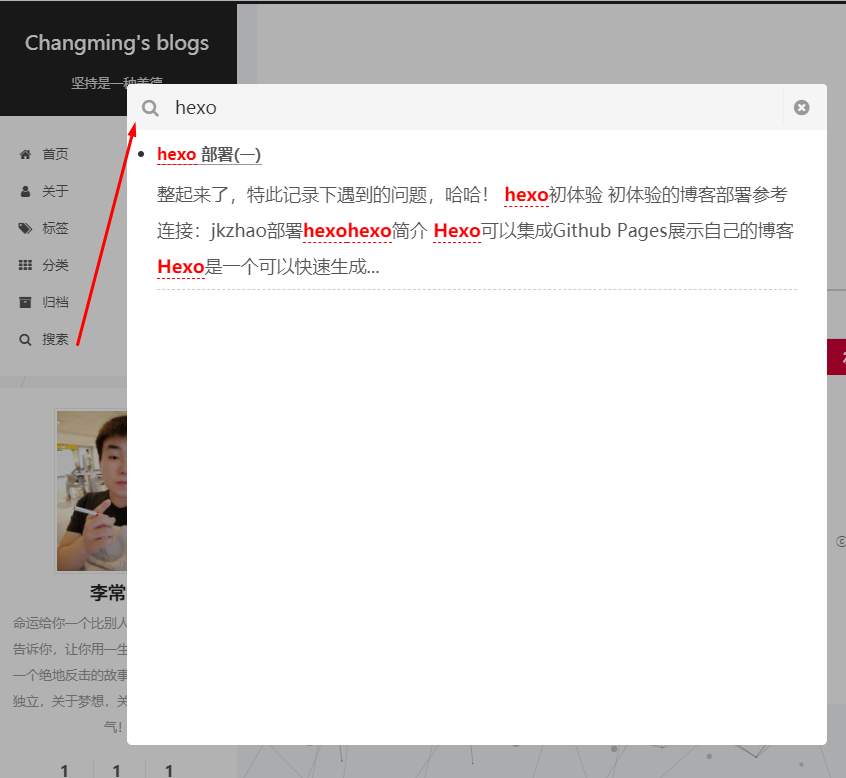 Changming's blogs
坚持是一种美德
hexo
首页
关于
标签
分类
归档
搜索
hexo 部署(一)
整起来了，特此记录下遇到的问题，哈哈！ hexo初体验 初体验的博客部署参考
连接：jkzhao部署hexohexo简介 Hexo可以集成Github Pages展示自己的博客
Hexo是一个可以快速生成...
李常
命运给你一个比别人
告诉你，让你用一生
一个绝地反击的故事
独立，关于梦想，关
气！
1 1 1